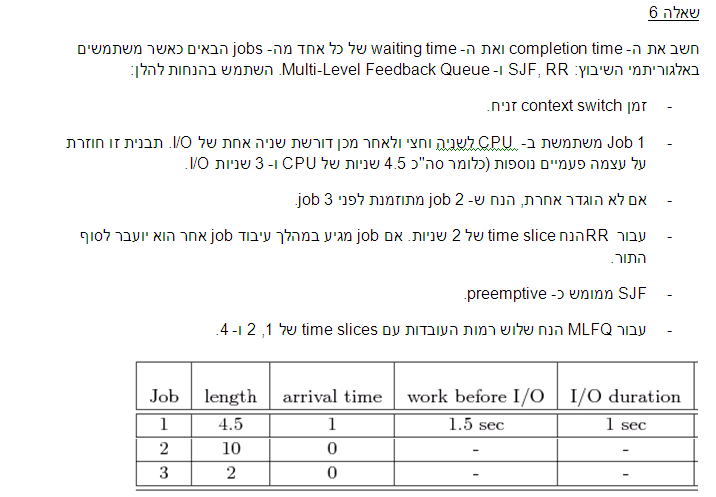 שאלה 6
חשב את ה- completion time ואת ה- waiting time של כל אחד מה- jobs הבאים כאשר משתמשים
באלגוריתמי השיבוץ: SJF, RR ו- Multi-Level Feedback Queue. השתמש בהנחות להלן:
- זמן context switch זניח.
- Job 1 משתמשת ב- CPU לשניה וחצי ולאחר מכן דורשת שניה אחת של I/O. תבנית זו חוזרת
על עצמה פעמיים נוספות (כלומר סה"כ 4.5 שניות של CPU ו- 3 שניות I/O.
- אם לא הוגדר אחרת, הנח ש- job 2 מתוזמנת לפני job 3.
- עבור RR הנח time slice של 2 שניות. אם job מגיע במהלך עיבוד job אחר הוא יועבר לסוף
התור.
- SJF ממומש כ- preemptive.
- עבור MLFQ הנח שלוש רמות העובדות עם time slices של 1, 2 ו- 4.
Job length arrival time work before I/O I/O duration
1 4.5 1 1.5 sec 1 sec
2 10 0 - -
3 2 0 - -